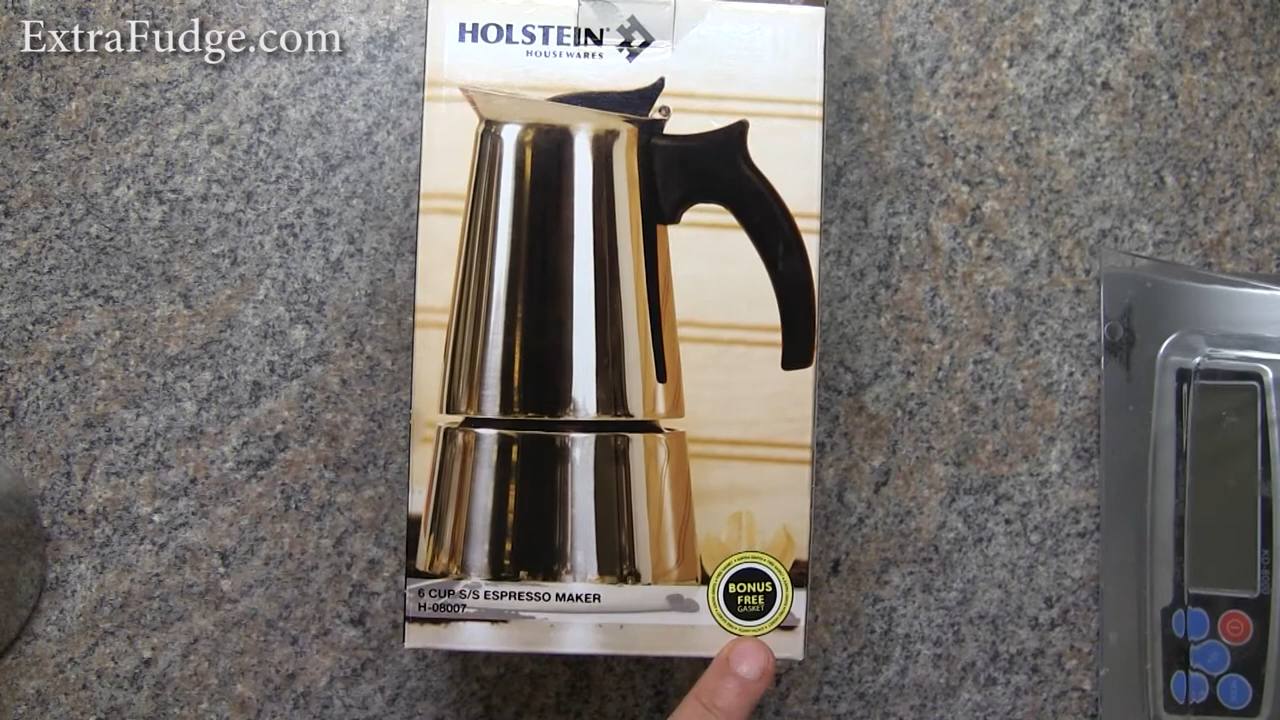 ExtraFudge.com
HOLSTEIN
HOUSEWARES
6 CUP S/S ESPRESSO MAKER
H-08007
BONUS
FREE
GASKET